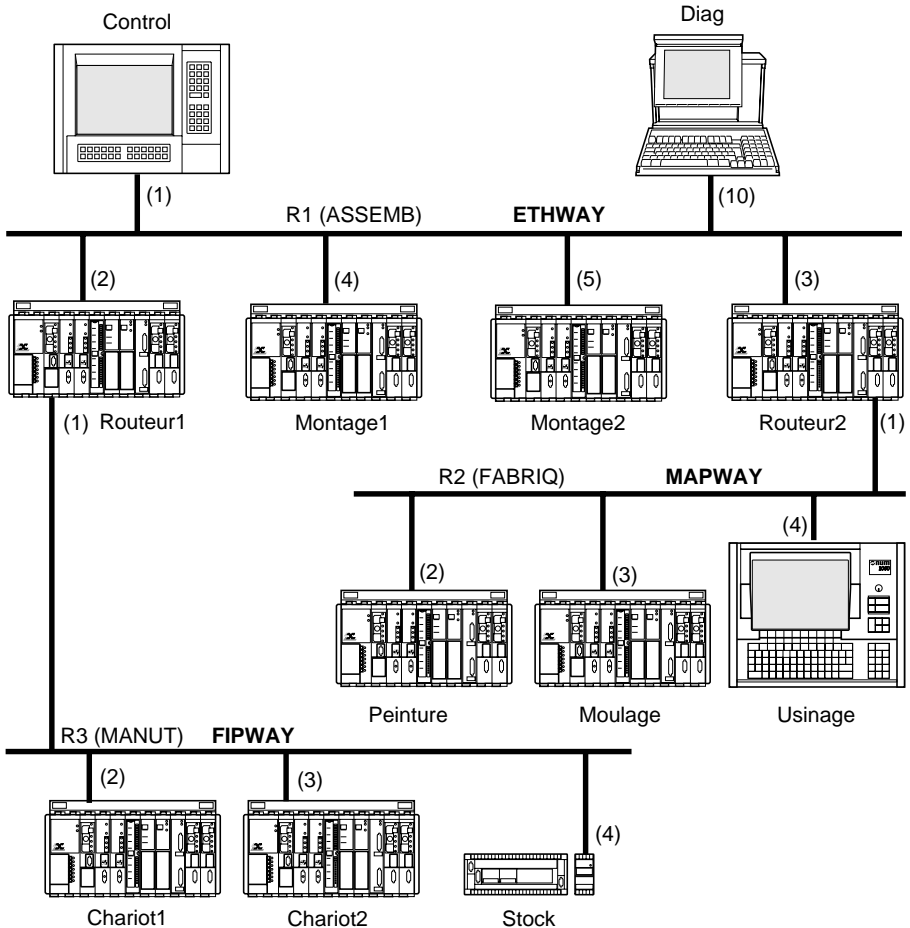 Control
Diag
(1)
(10)
R1 (ASSEMB) ETHWAY
(2)
(4)
(5)
(3)
(1) Routeur1
Montage1
Montage2
Routeur2
(1)
R2 (FABRIQ) MAPWAY
(4)
(2)
(3)
num
Peinture
Moulage
Usinage
R3 (MANUT) FIPWAY
(2)
(3)
(4)
Chariot1
Chariot2
Stock